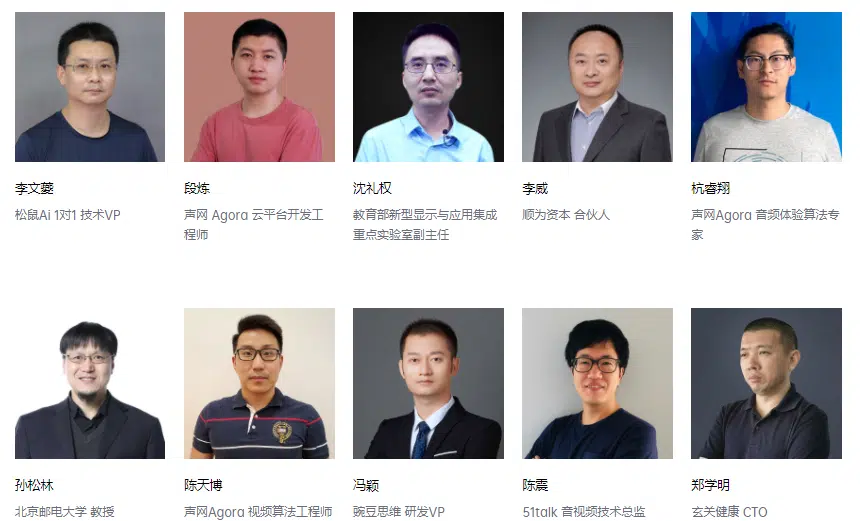 李文菱
段炼
沈礼权
李威
杭睿翔
松鼠Ai 1对1 技术VP
声网 Agora 云平台开发工
程师
教育部新型显示与应用集成
重点实验室副主任
顺为资本 合伙人
声网Agora 音频体验算法专
家
孙松林
陈天博
冯颖
陈震
郑学明
北京邮电大学 教授
声网Agora 视频算法工程师
豌豆思维 研发VP
51talk 音视频技术总监
玄关健康 CTO